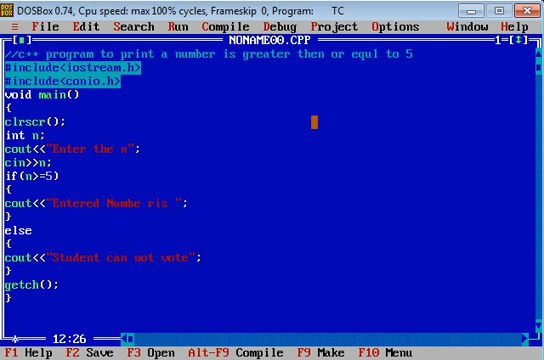 DOSBox 0.74, Cpu speed: max 100% cycles, Frameskip 0, Program: TC
≡ File Edit Search Run Compile Debug Project Options Window Help
[■] NONAME00.CPP 1=[↕]
//c++ program to print a number is greater then or equl to 5
#include<iostream.h>
#include<conio.h>
void main()
{
clrscr();
int n;
cout<<"Enter the n";
cin>>n;
if(n>=5)
{
cout<<"Entered Numbe ris ";
}
else
{
cout<<"Student can not vote";
}
getch();
}
12:26
F1 Help F2 Save F3 Open Alt-F9 Compile F9 Make F10 Menu